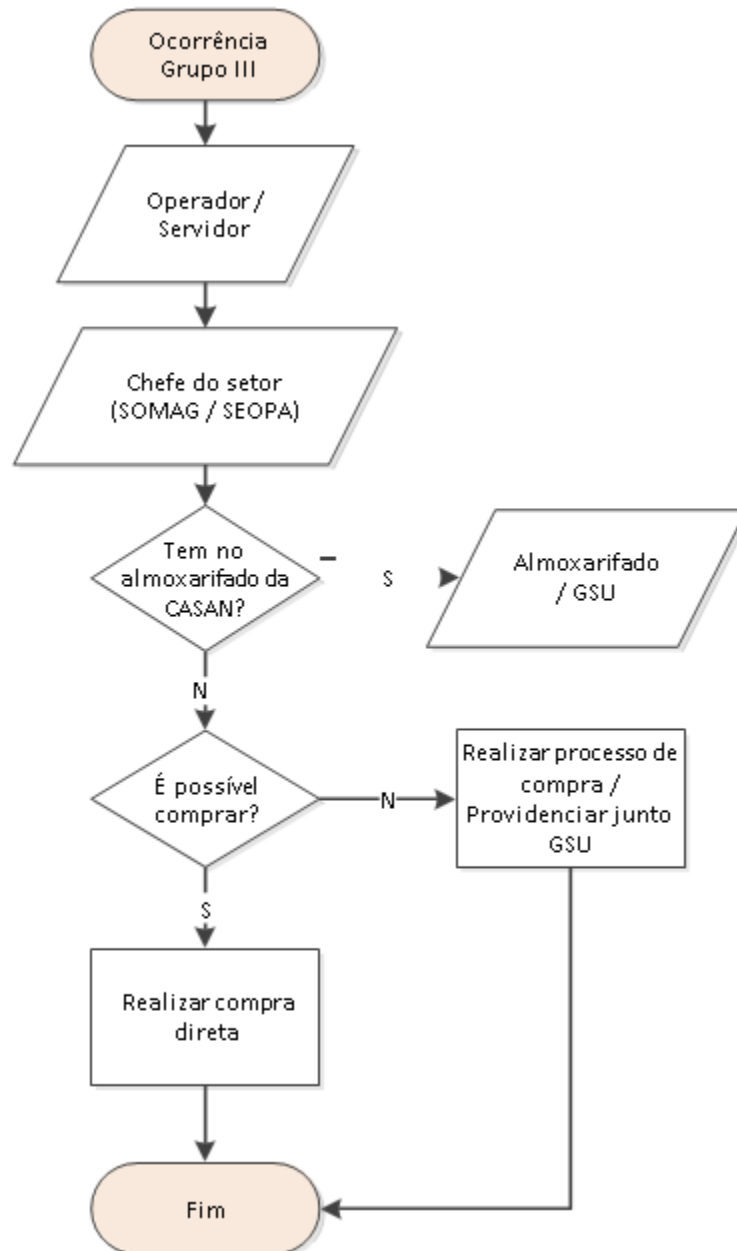 Ocorrência
Grupo III
Operador /
Servidor
Chefe do setor
(SOMAG / SEOPA)
Tem no
almoxarifado da
CASAN?
S
Almoxarifado
/ GSU
N
É possível
comprar?
N
Realizar processo de
compra /
Providenciar junto
GSU
S
Realizar compra
direta
Fim